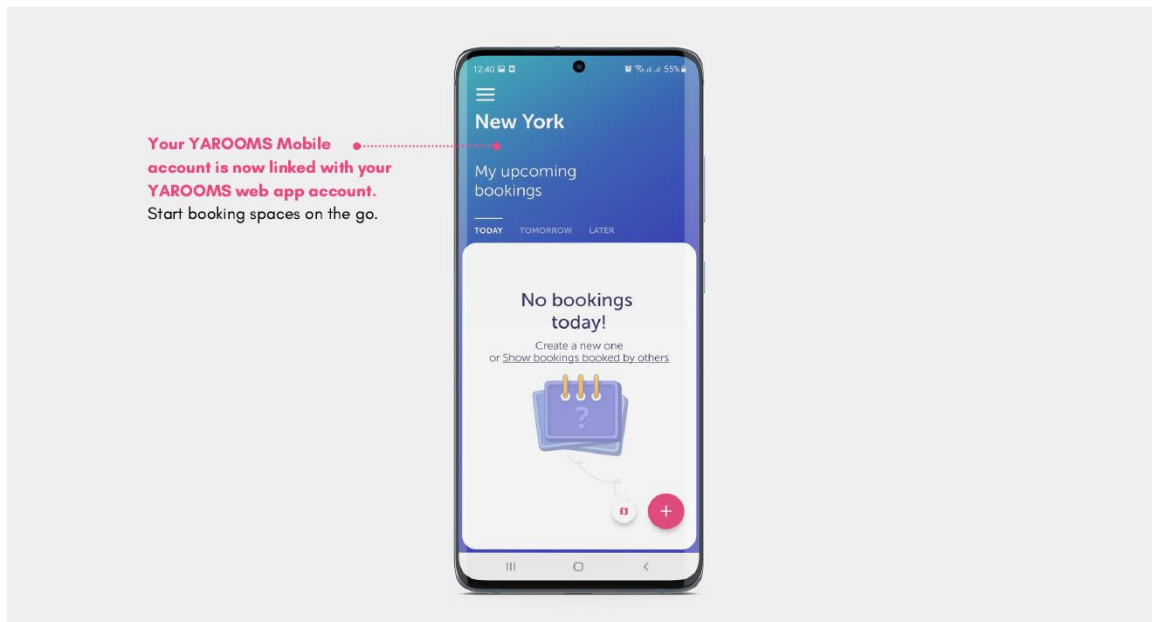 Your YAROOMS Mobile
account is now linked with your
YAROOMS web app account.
Start booking spaces on the go.
12:40
55%
New York
My upcoming
bookings
TODAY TOMORROW LATER
No bookings
today!
Create a new one
or Show bookings booked by others
?